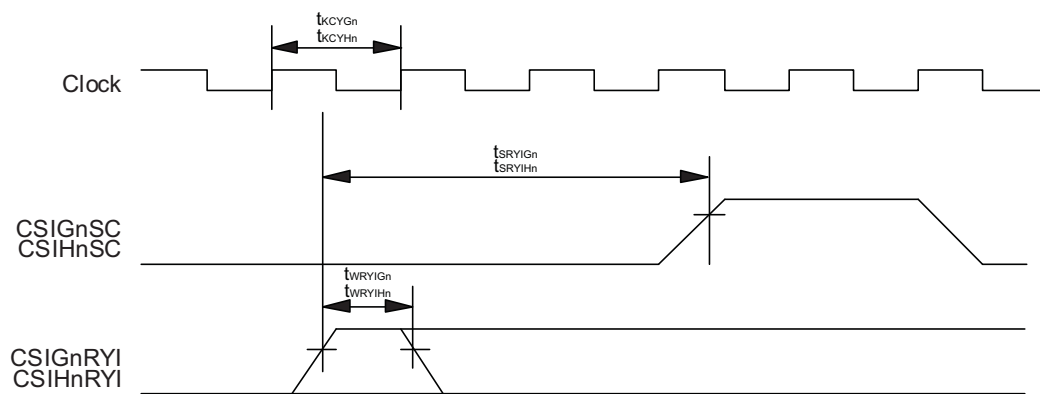 tKCYGn
tKCYHn
Clock
tSRYIGn
tSRYIHn
CSIGnSC
CSIHnSC
tWRYIGn
tWRYIHn
CSIGnRYI
CSIHnRYI